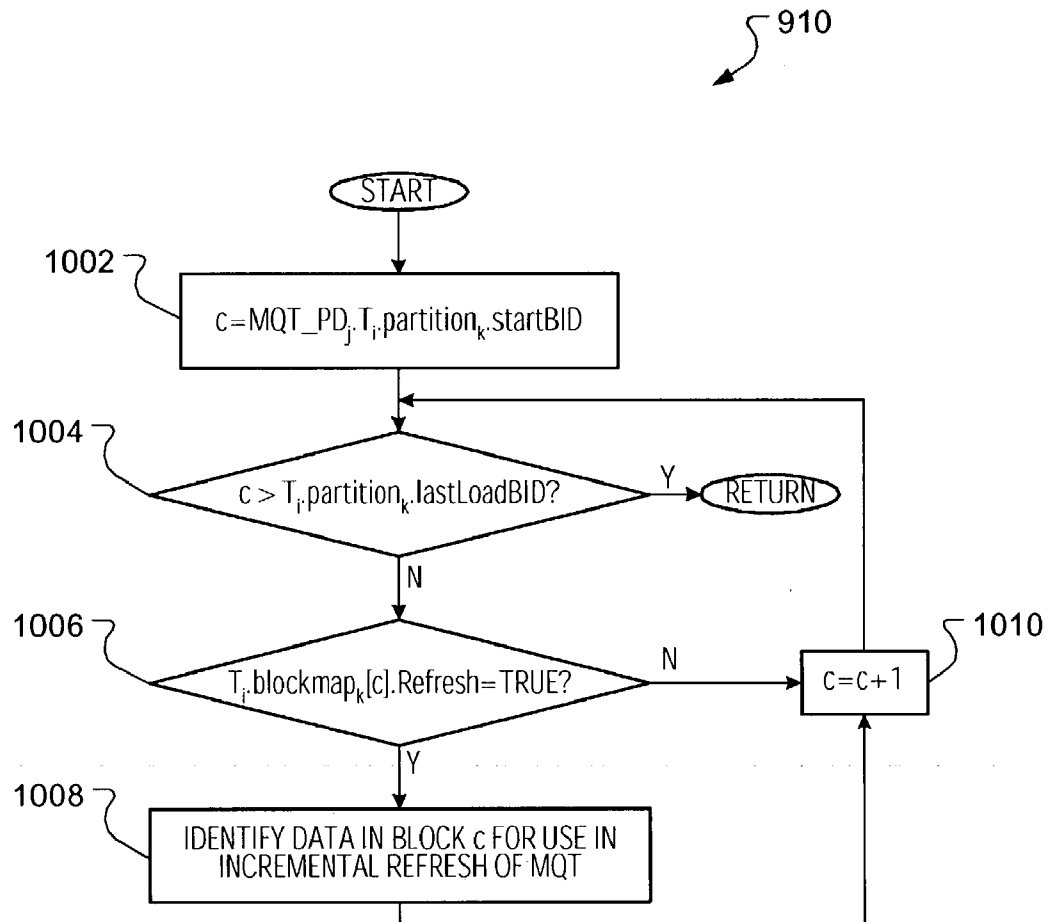 910
START
1002
c=MQT_PDj.Ti.partitionk.startBID
1004
c > Ti.partitionk.lastLoadBID?
Y
RETURN
N
1006
Ti.blockmapk[c].Refresh=TRUE?
N
1010
c=c+1
Y
1008
IDENTIFY DATA IN BLOCK c FOR USE IN
INCREMENTAL REFRESH OF MQT